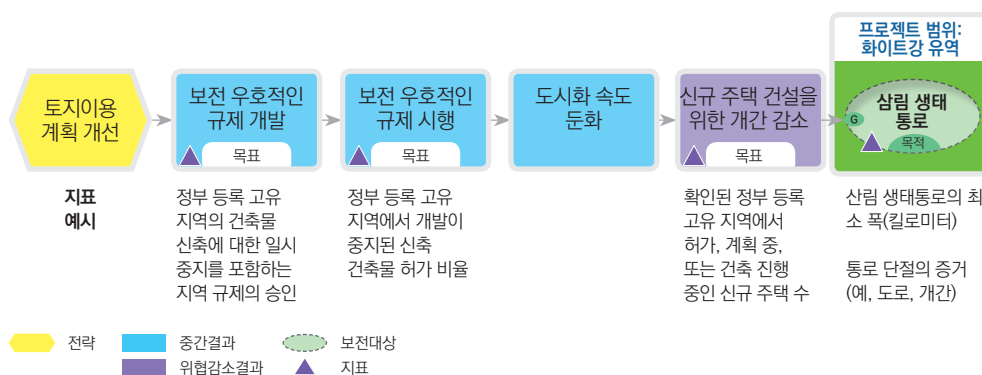 프로젝트 범위:
화이트강 유역
토지이용
계획 개선
보전 우호적인
규제 개발
목표
보전 우호적인
규제 시행
목표
도시화 속도
둔화
신규 주택 건설을
위한 개간 감소
목표
삼림 생태
통로
G
목적
지표
예시
정부 등록 고유
지역의 건축물
신축에 대한 일시
중지를 포함하는
지역 규제의 승인
정부 등록 고유
지역에서 개발이
중지된 신축
건축물 허가 비율
확인된 정부 등록
고유 지역에서
허가, 계획 중,
또는 건축 진행
중인 신규 주택 수
산림 생태통로의 최
소 폭(킬로미터)
통로 단절의 증거
(예, 도로, 개간)
전략
중간결과
보전대상
위협감소결과
지표